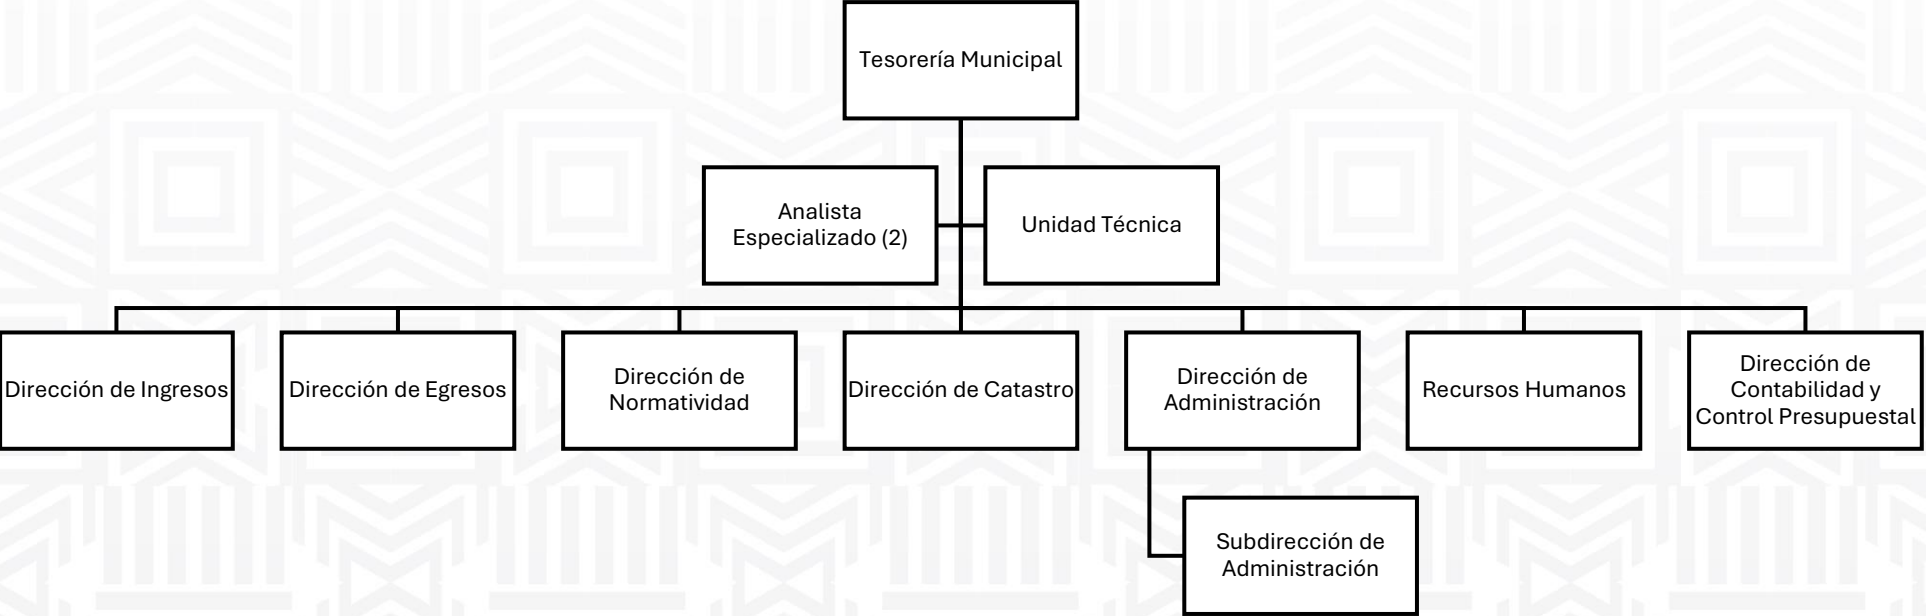 Tesorería Municipal
Analista
Especializado (2)
Unidad Técnica
Dirección de Ingresos
Dirección de Egresos
Dirección de
Normatividad
Dirección de Catastro
Dirección de
Administración
Recursos Humanos
Dirección de
Contabilidad y
Control Presupuestal
Subdirección de
Administración